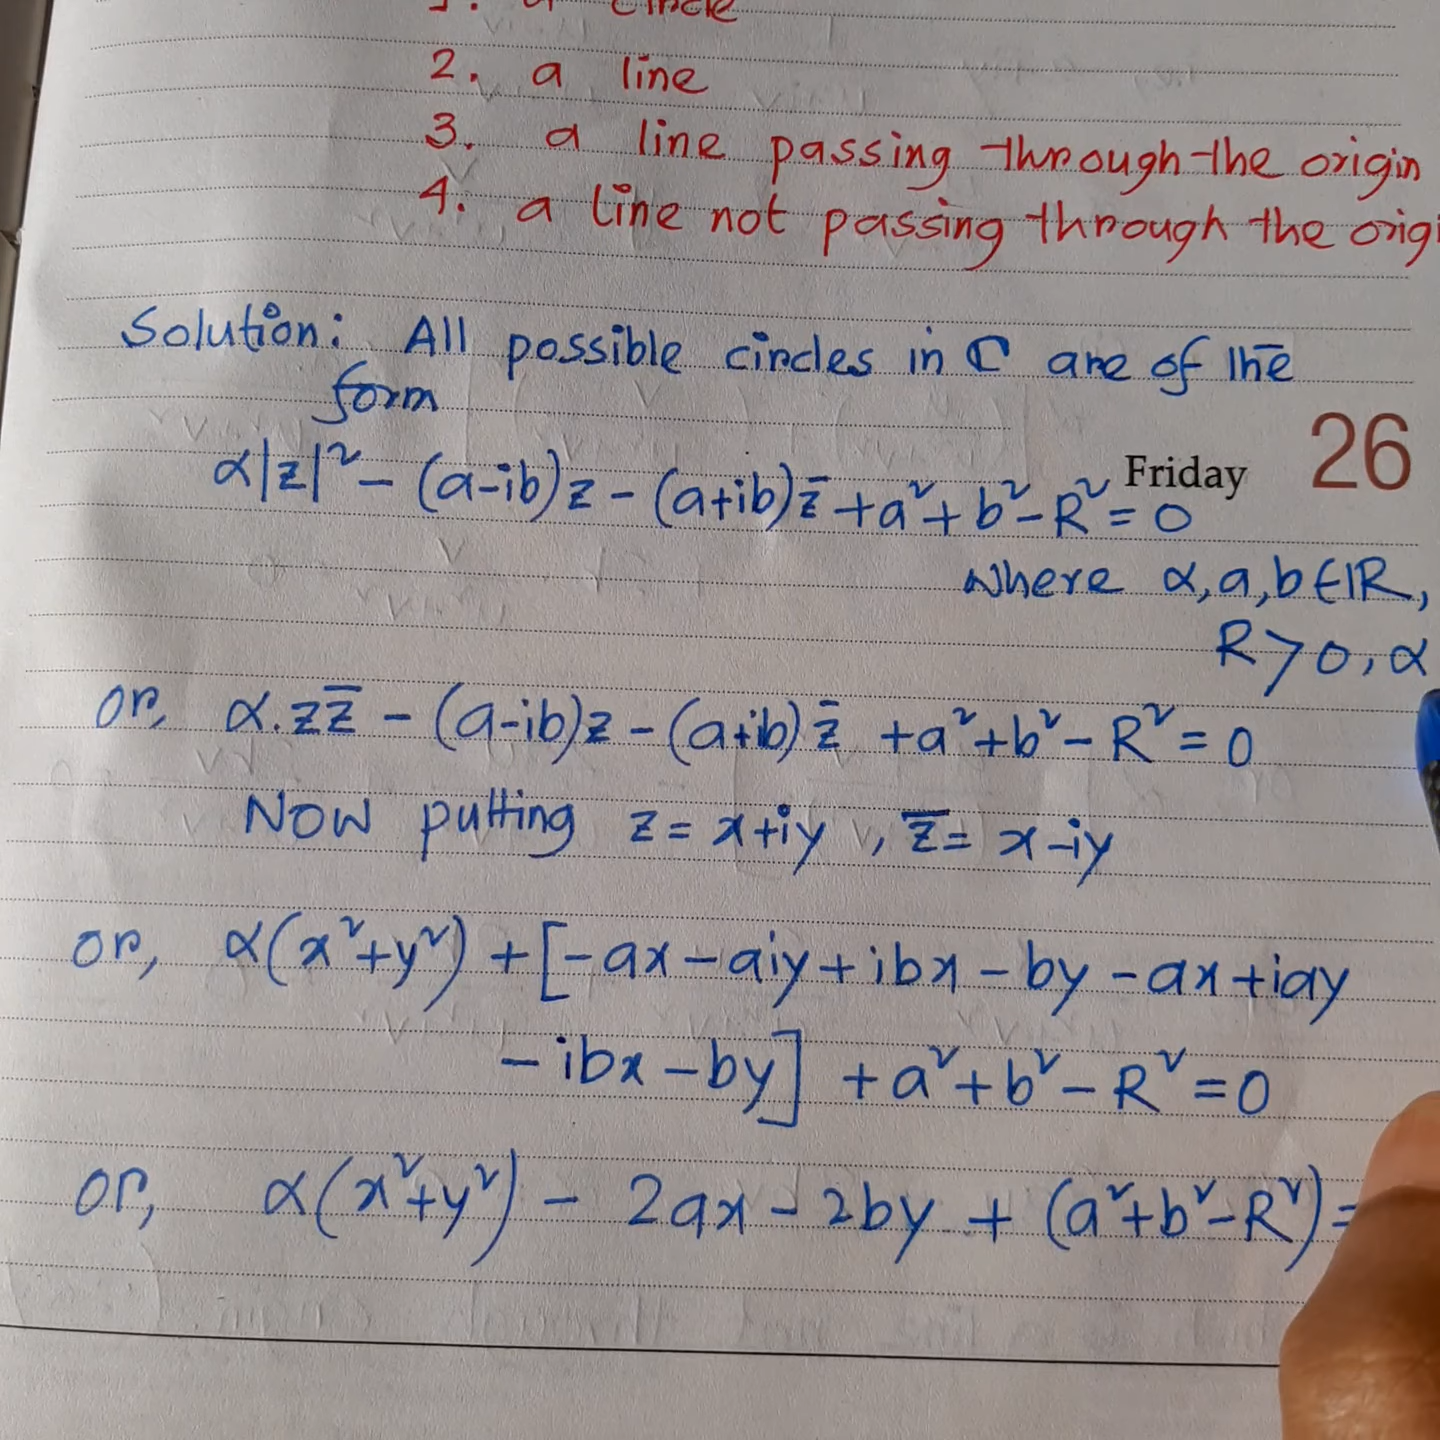 1. a circle
2. a line
3. a line passing through the origin
4. a line not passing through the origi
Solution: All possible circles in ℂ are of the
form
Friday 26
α|z|² - (a-ib)z - (a+ib)z̄ + a² + b² - R² = 0
where α, a, b ∈ ℝ,
R > 0, α
or, α.zz̄ - (a-ib)z - (a+ib)z̄ + a² + b² - R² = 0
Now putting z = x+iy, z̄ = x-iy
or, α(x²+y²) + [-ax - aiy + ibx - by - ax + iay
- ibx - by] + a² + b² - R² = 0
or, α(x²+y²) - 2ax - 2by + (a²+b²-R²) =